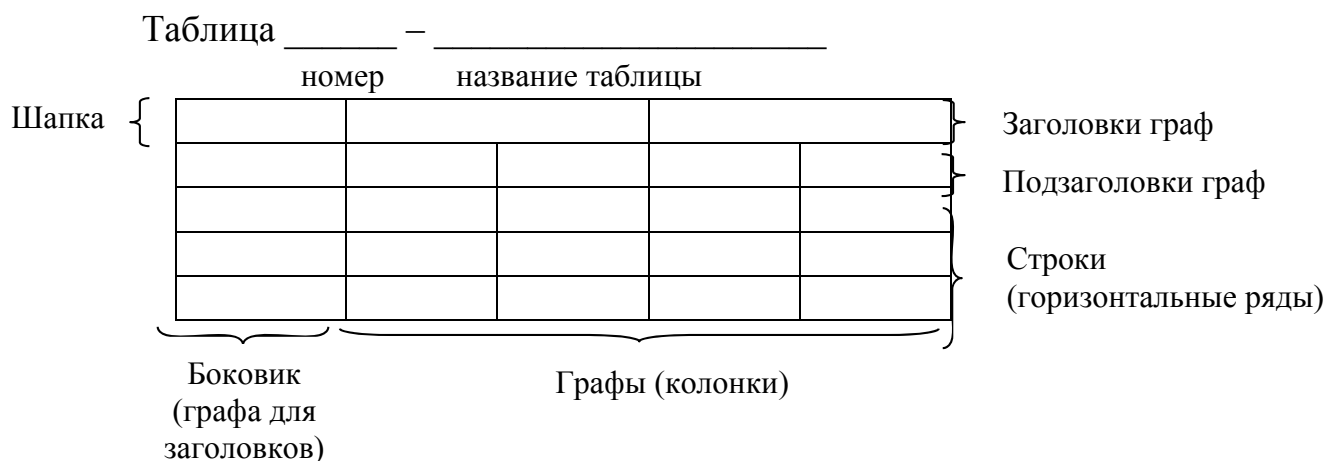 Таблица ______ – _____________________
номер название таблицы
Шапка
Заголовки граф
Подзаголовки граф
Строки
(горизонтальные ряды)
Боковик
(графа для
заголовков)
Графы (колонки)